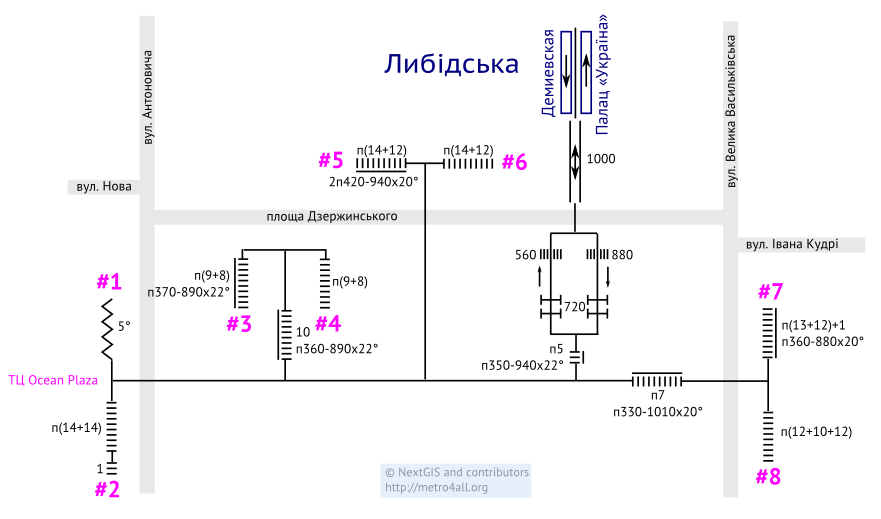 Либідська
Демиевская
Палац «Україна»
вул. Антоновича
вул. Велика Васильківська
#5
п(14+12)
п(14+12)
#6
2п420-940x20°
1000
вул. Нова
площа Дзержинського
вул. Івана Кудрі
560
880
720
#1
5°
п(9+8)
п370-890x22°
#3
п(9+8)
#4
10
п360-890x22°
п5
п350-940x22°
#7
п(13+12)+1
п360-880x20°
ТЦ Ocean Plaza
п7
п330-1010x20°
п(14+14)
1
#2
п(12+10+12)
#8
© NextGIS and contributors
http://metro4all.org